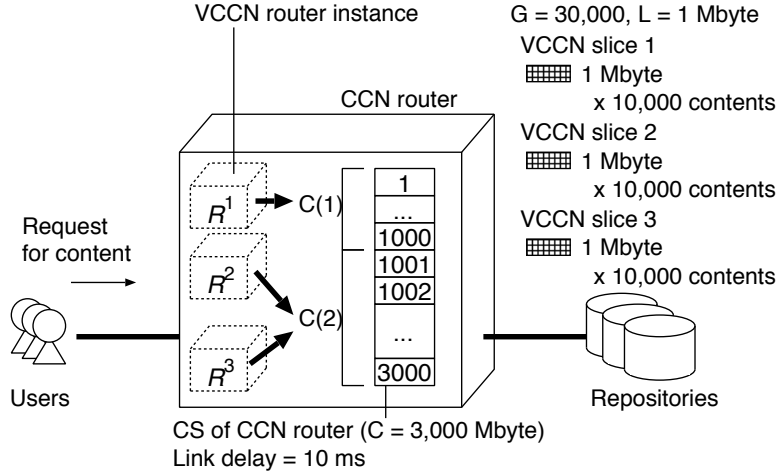 VCCN router instance
G = 30,000, L = 1 Mbyte
VCCN slice 1
1 Mbyte
x 10,000 contents
VCCN slice 2
1 Mbyte
x 10,000 contents
VCCN slice 3
1 Mbyte
x 10,000 contents
CCN router
R1
C(1)
1
...
1000
1001
1002
...
3000
R2
C(2)
R3
Request
for content
Users
Repositories
CS of CCN router (C = 3,000 Mbyte)
Link delay = 10 ms